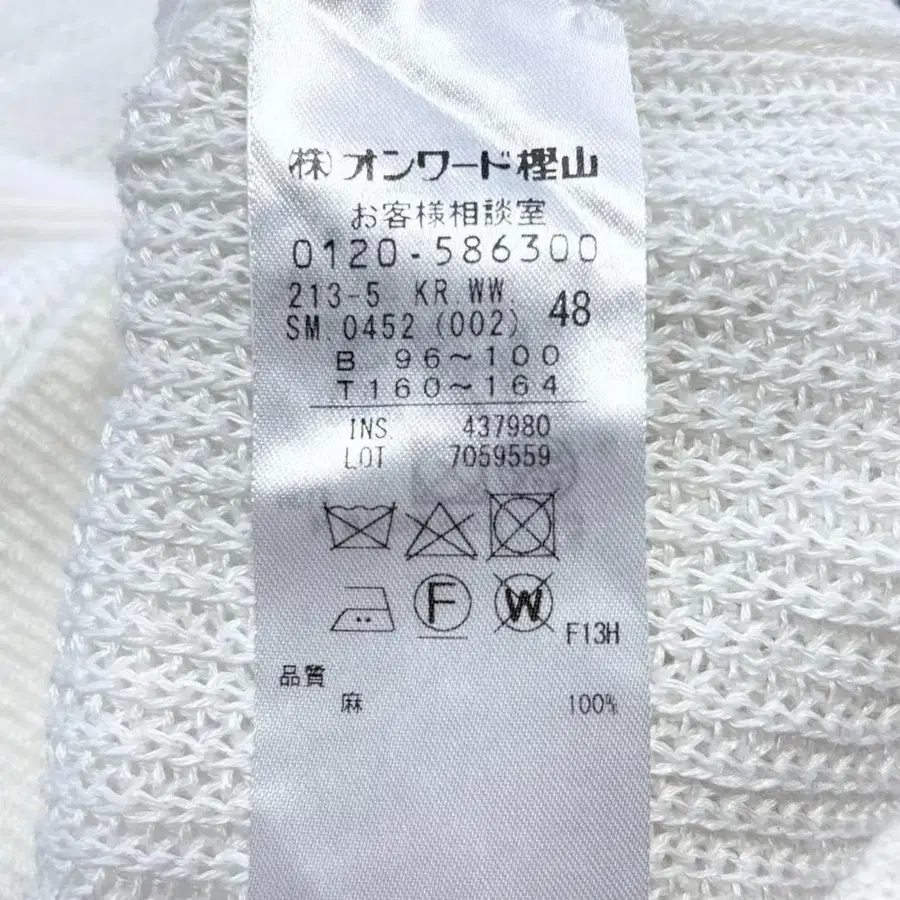 ㈱オンワード樫山
お客様相談室
0120-586300
213-5 KR.WW.
SM.0452 (002) 48
B 96~100
T160~164
INS. 437980
LOT 7059559
F
W
F13H
品質
麻 100%